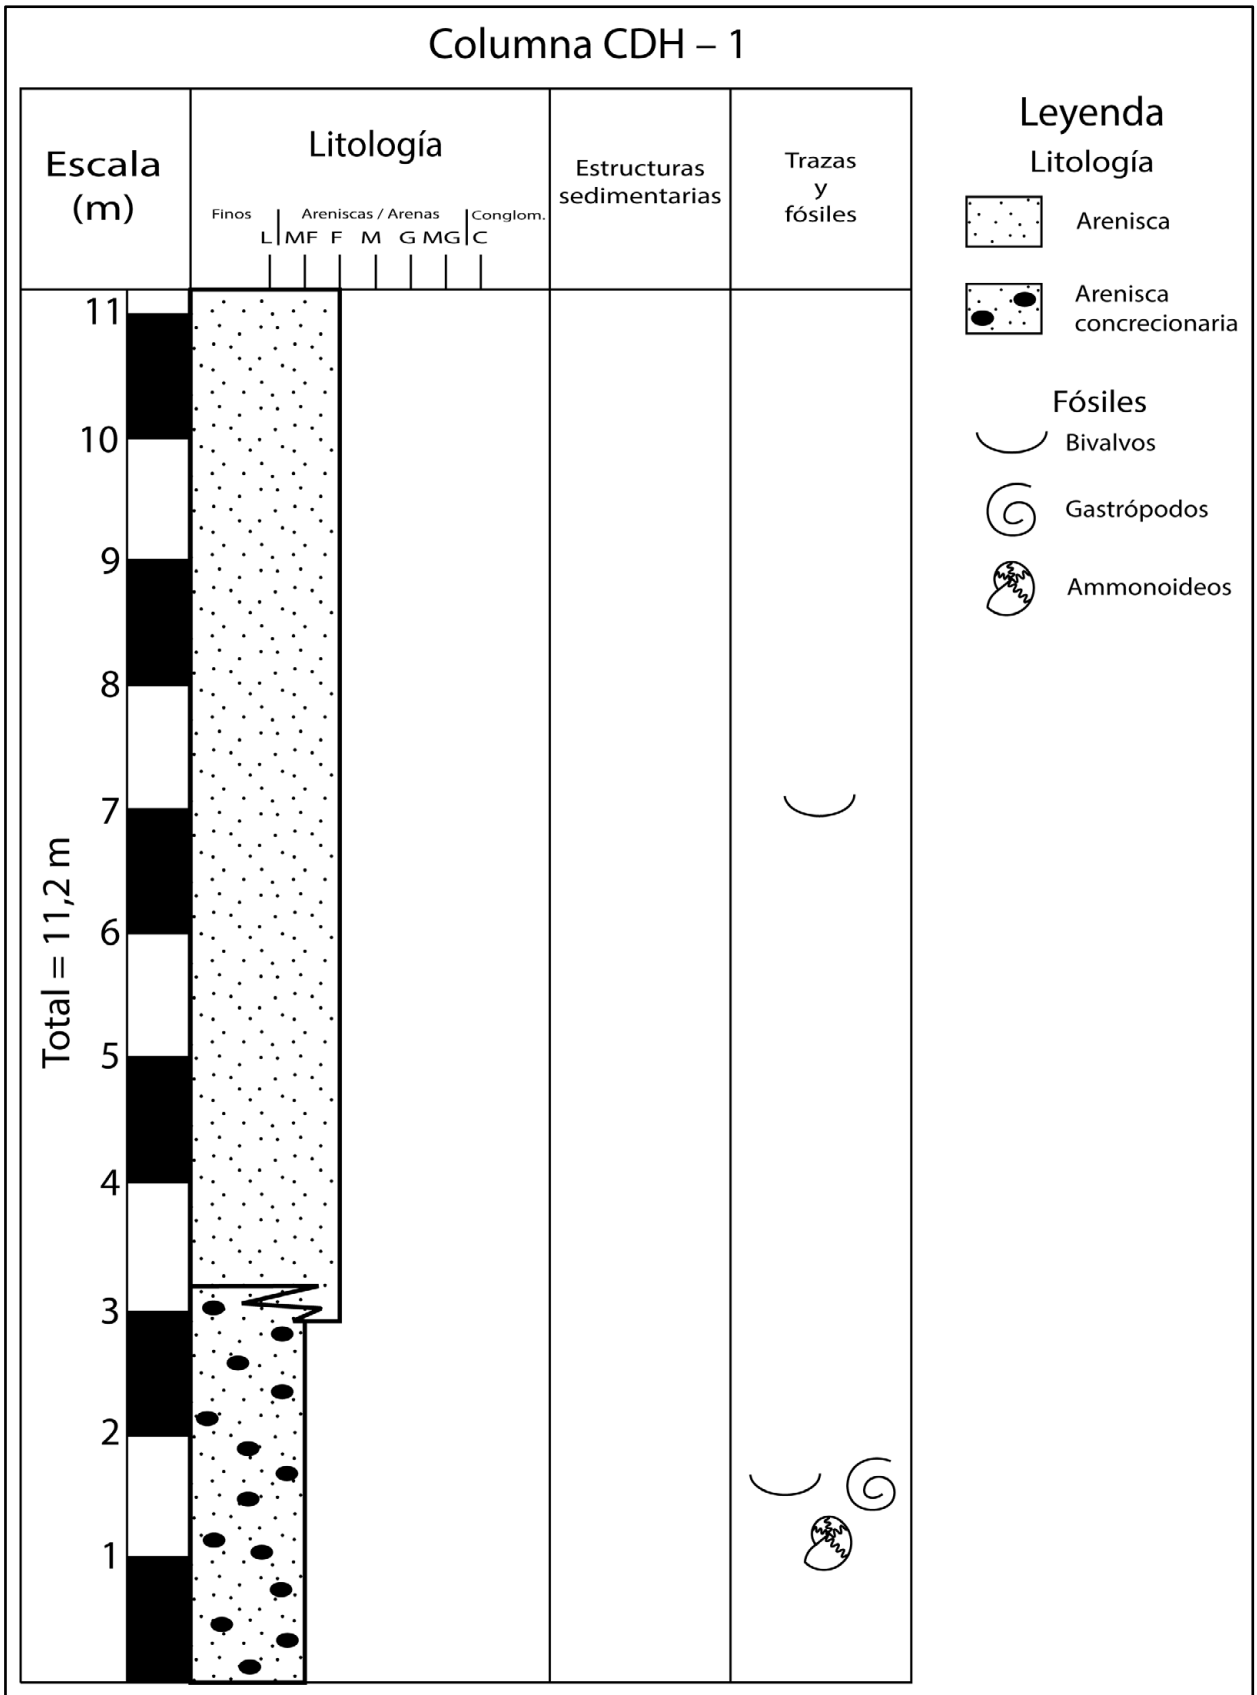 Columna CDH – 1
Escala
(m)
Litología
Finos
Areniscas / Arenas
Conglom.
L MF F M G MG C
Estructuras
sedimentarias
Trazas
y
fósiles
11
10
9
8
7
6
5
4
3
2
1
Total = 11,2 m
Leyenda
Litología
Arenisca
Arenisca
concrecionaria
Fósiles
Bivalvos
Gastrópodos
Ammonoideos